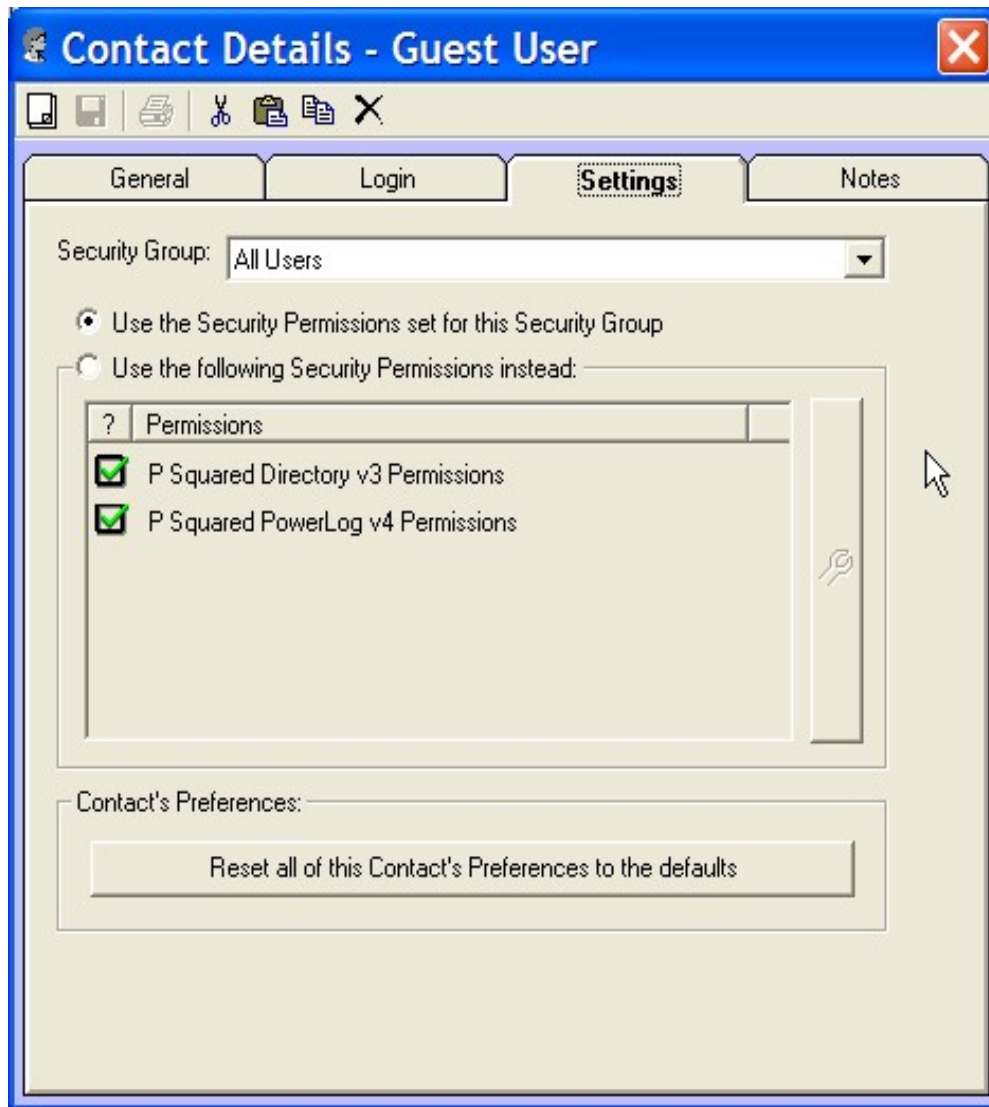 Contact Details - Guest User
General Login Settings Notes
Security Group: All Users
Use the Security Permissions set for this Security Group
Use the following Security Permissions instead:
? Permissions
P Squared Directory v3 Permissions
P Squared PowerLog v4 Permissions
Contact's Preferences:
Reset all of this Contact's Preferences to the defaults